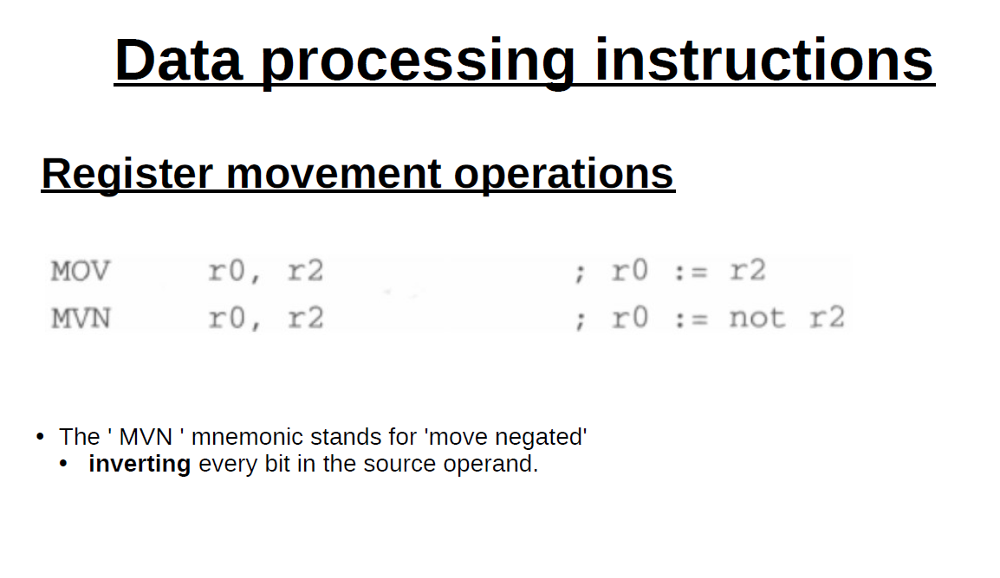 Data processing instructions
Register movement operations
MOV r0, r2 ; r0 := r2
MVN r0, r2 ; r0 := not r2
• The ' MVN ' mnemonic stands for 'move negated'
• inverting every bit in the source operand.